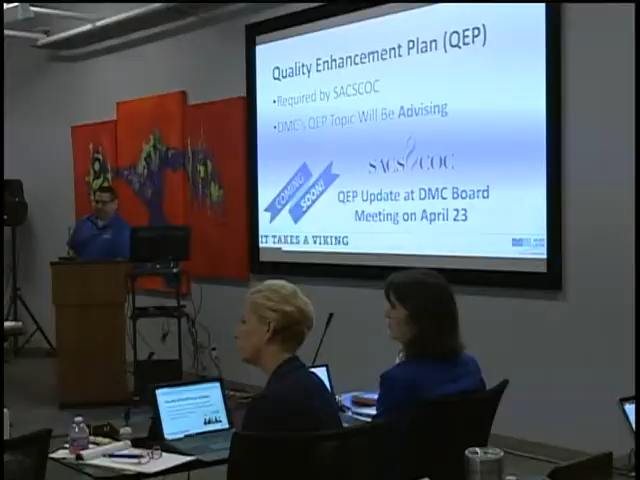 Quality Enhancement Plan (QEP)
•Required by SACSCOC
•DMC's QEP Topic Will Be Advising
COMING
SOON!
SACSCOC
QEP Update at DMC Board
Meeting on April 23
IT TAKES A VIKING